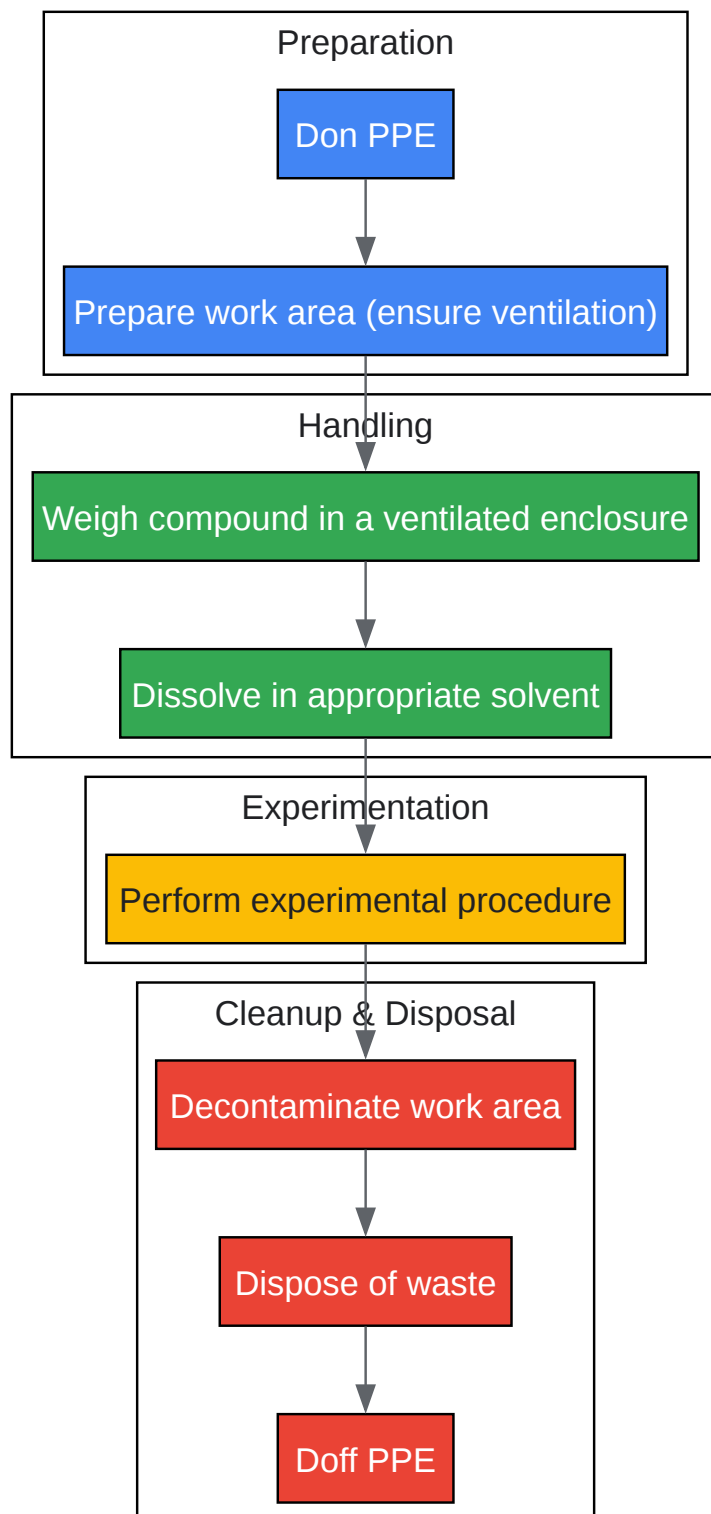 Preparation
Don PPE
Prepare work area (ensure ventilation)
Handling
Weigh compound in a ventilated enclosure
Dissolve in appropriate solvent
Experimentation
Perform experimental procedure
Cleanup & Disposal
Decontaminate work area
Dispose of waste
Doff PPE